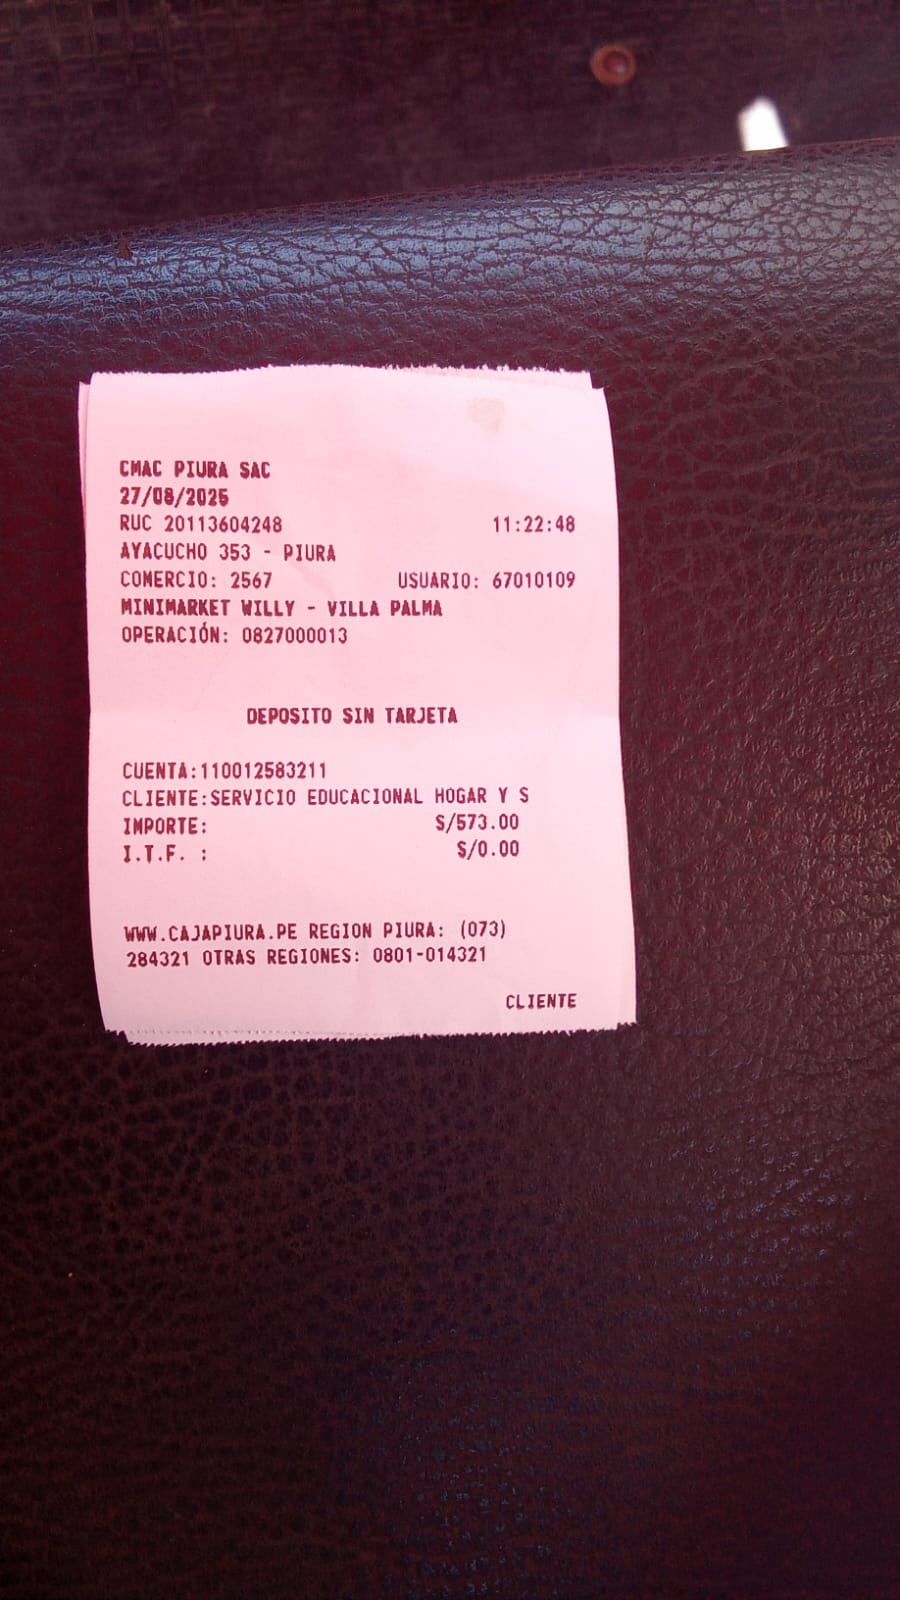 CMAC PIURA SAC
27/08/2025
RUC 20113604248 11:22:48
AYACUCHO 353 - PIURA
COMERCIO: 2567 USUARIO: 67010109
MINIMARKET WILLY - VILLA PALMA
OPERACIÓN: 0827000013
DEPOSITO SIN TARJETA
CUENTA:110012583211
CLIENTE:SERVICIO EDUCACIONAL HOGAR Y S
IMPORTE: S/573.00
I.T.F. : S/0.00
WWW.CAJAPIURA.PE REGION PIURA: (073)
284321 OTRAS REGIONES: 0801-014321
CLIENTE